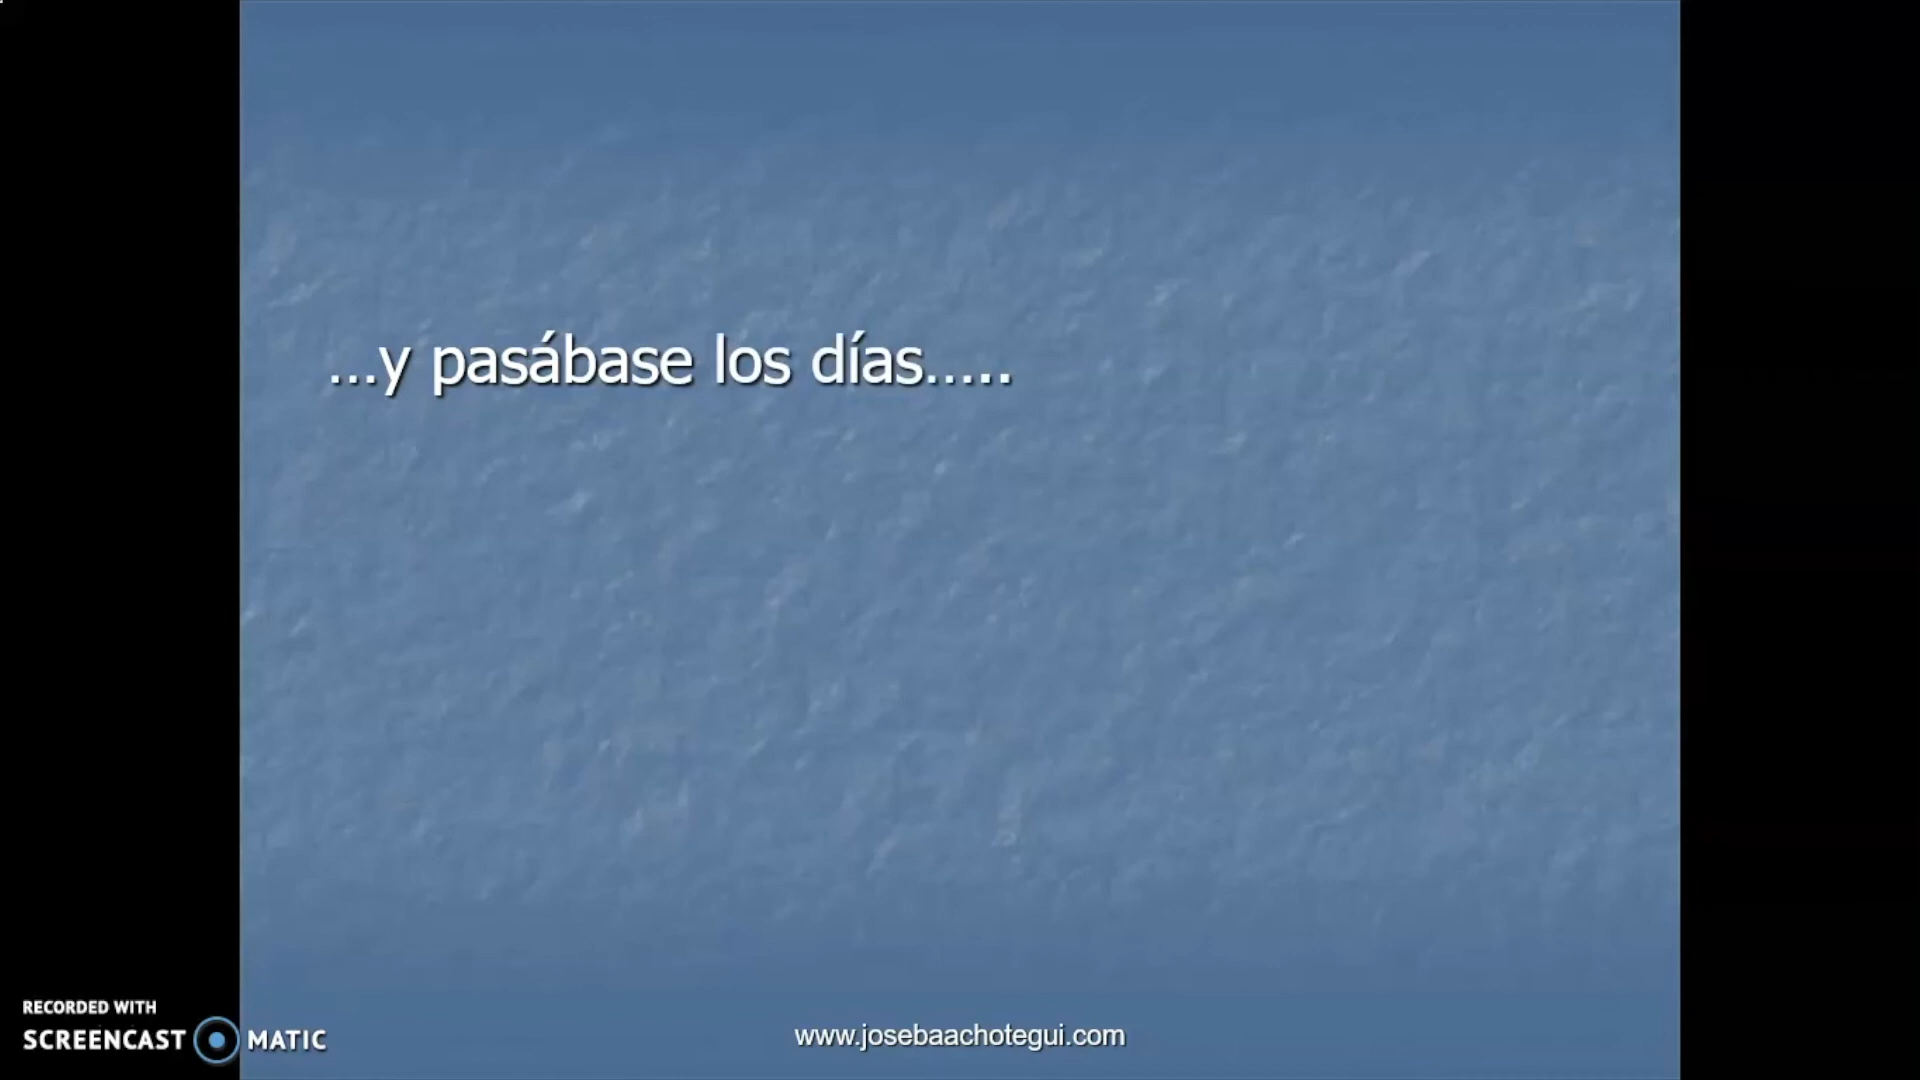 ...y pasábase los días.....
RECORDED WITH
SCREENCAST MATIC
www.josebaachotegui.com